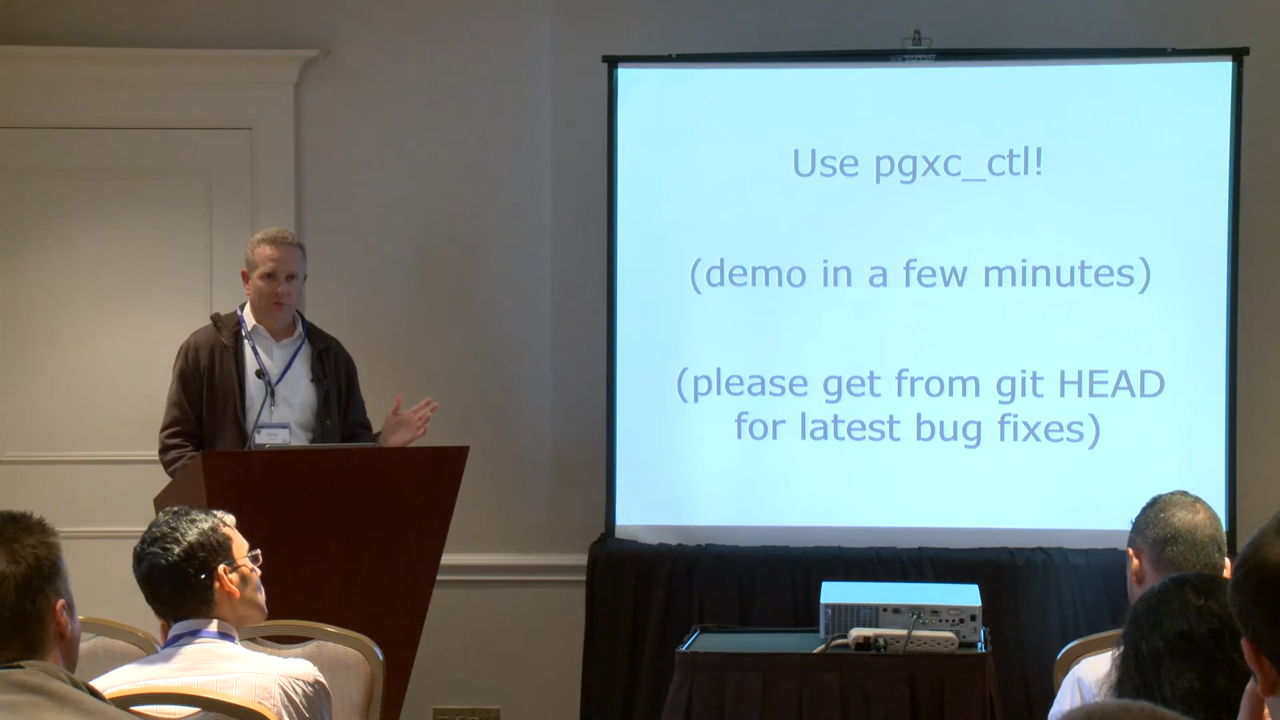 Use pgxc_ctl!
(demo in a few minutes)
(please get from git HEAD
for latest bug fixes)